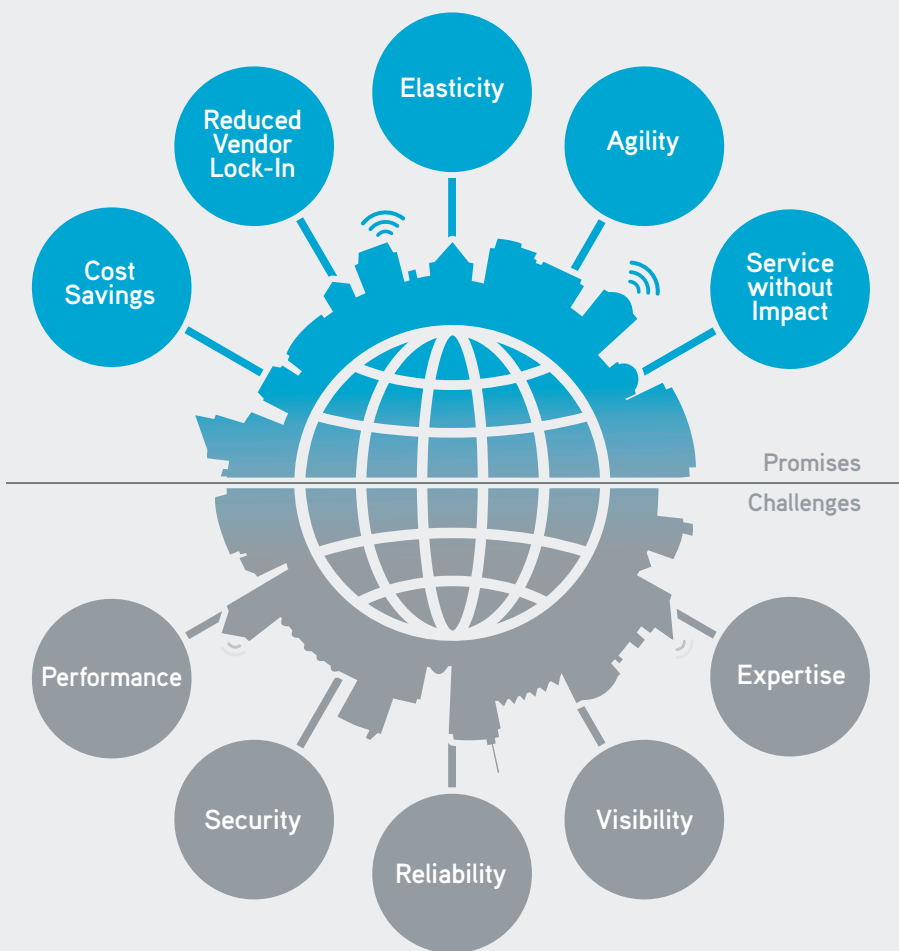 Elasticity
Reduced
Vendor
Lock-In
Agility
Cost
Savings
Service
without
Impact
Promises
Challenges
Performance
Expertise
Security
Visibility
Reliability